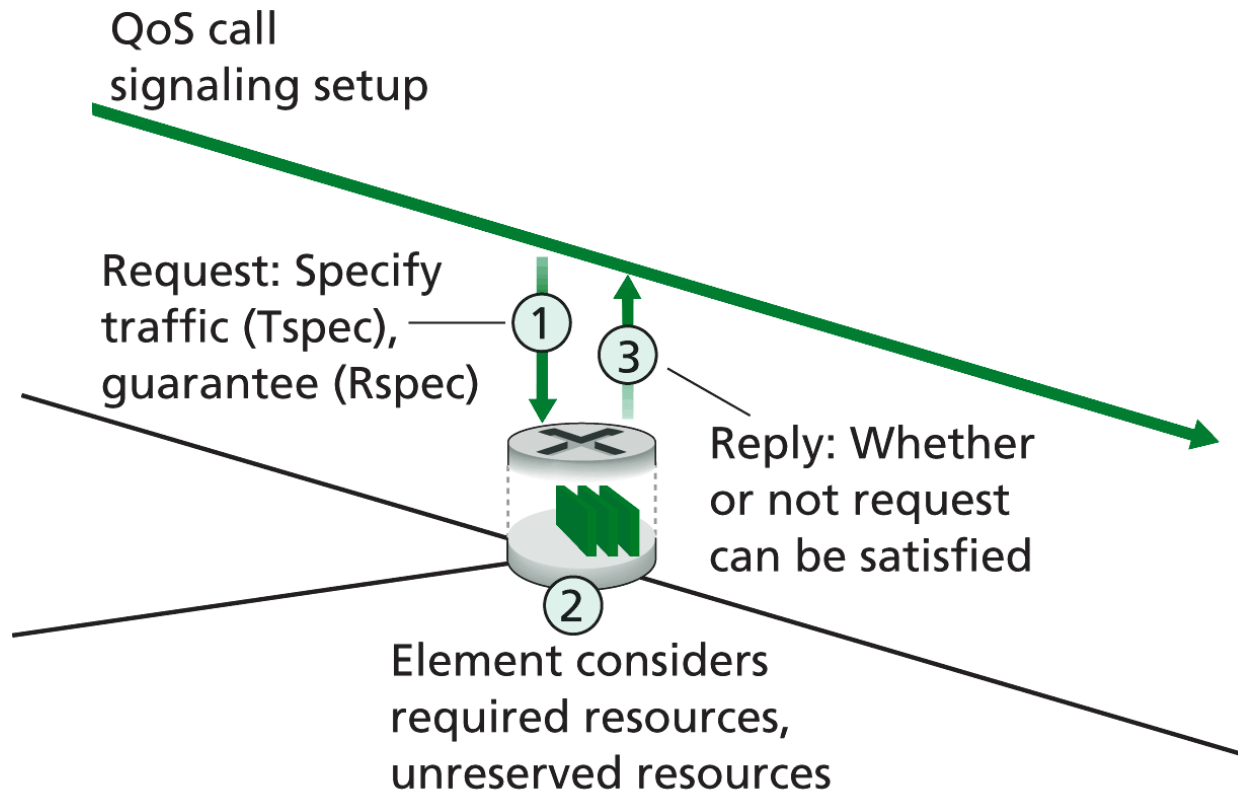 QoS call
signaling setup
Request: Specify
traffic (Tspec),
guarantee (Rspec)
1
3
Reply: Whether
or not request
can be satisfied
2
Element considers
required resources,
unreserved resources